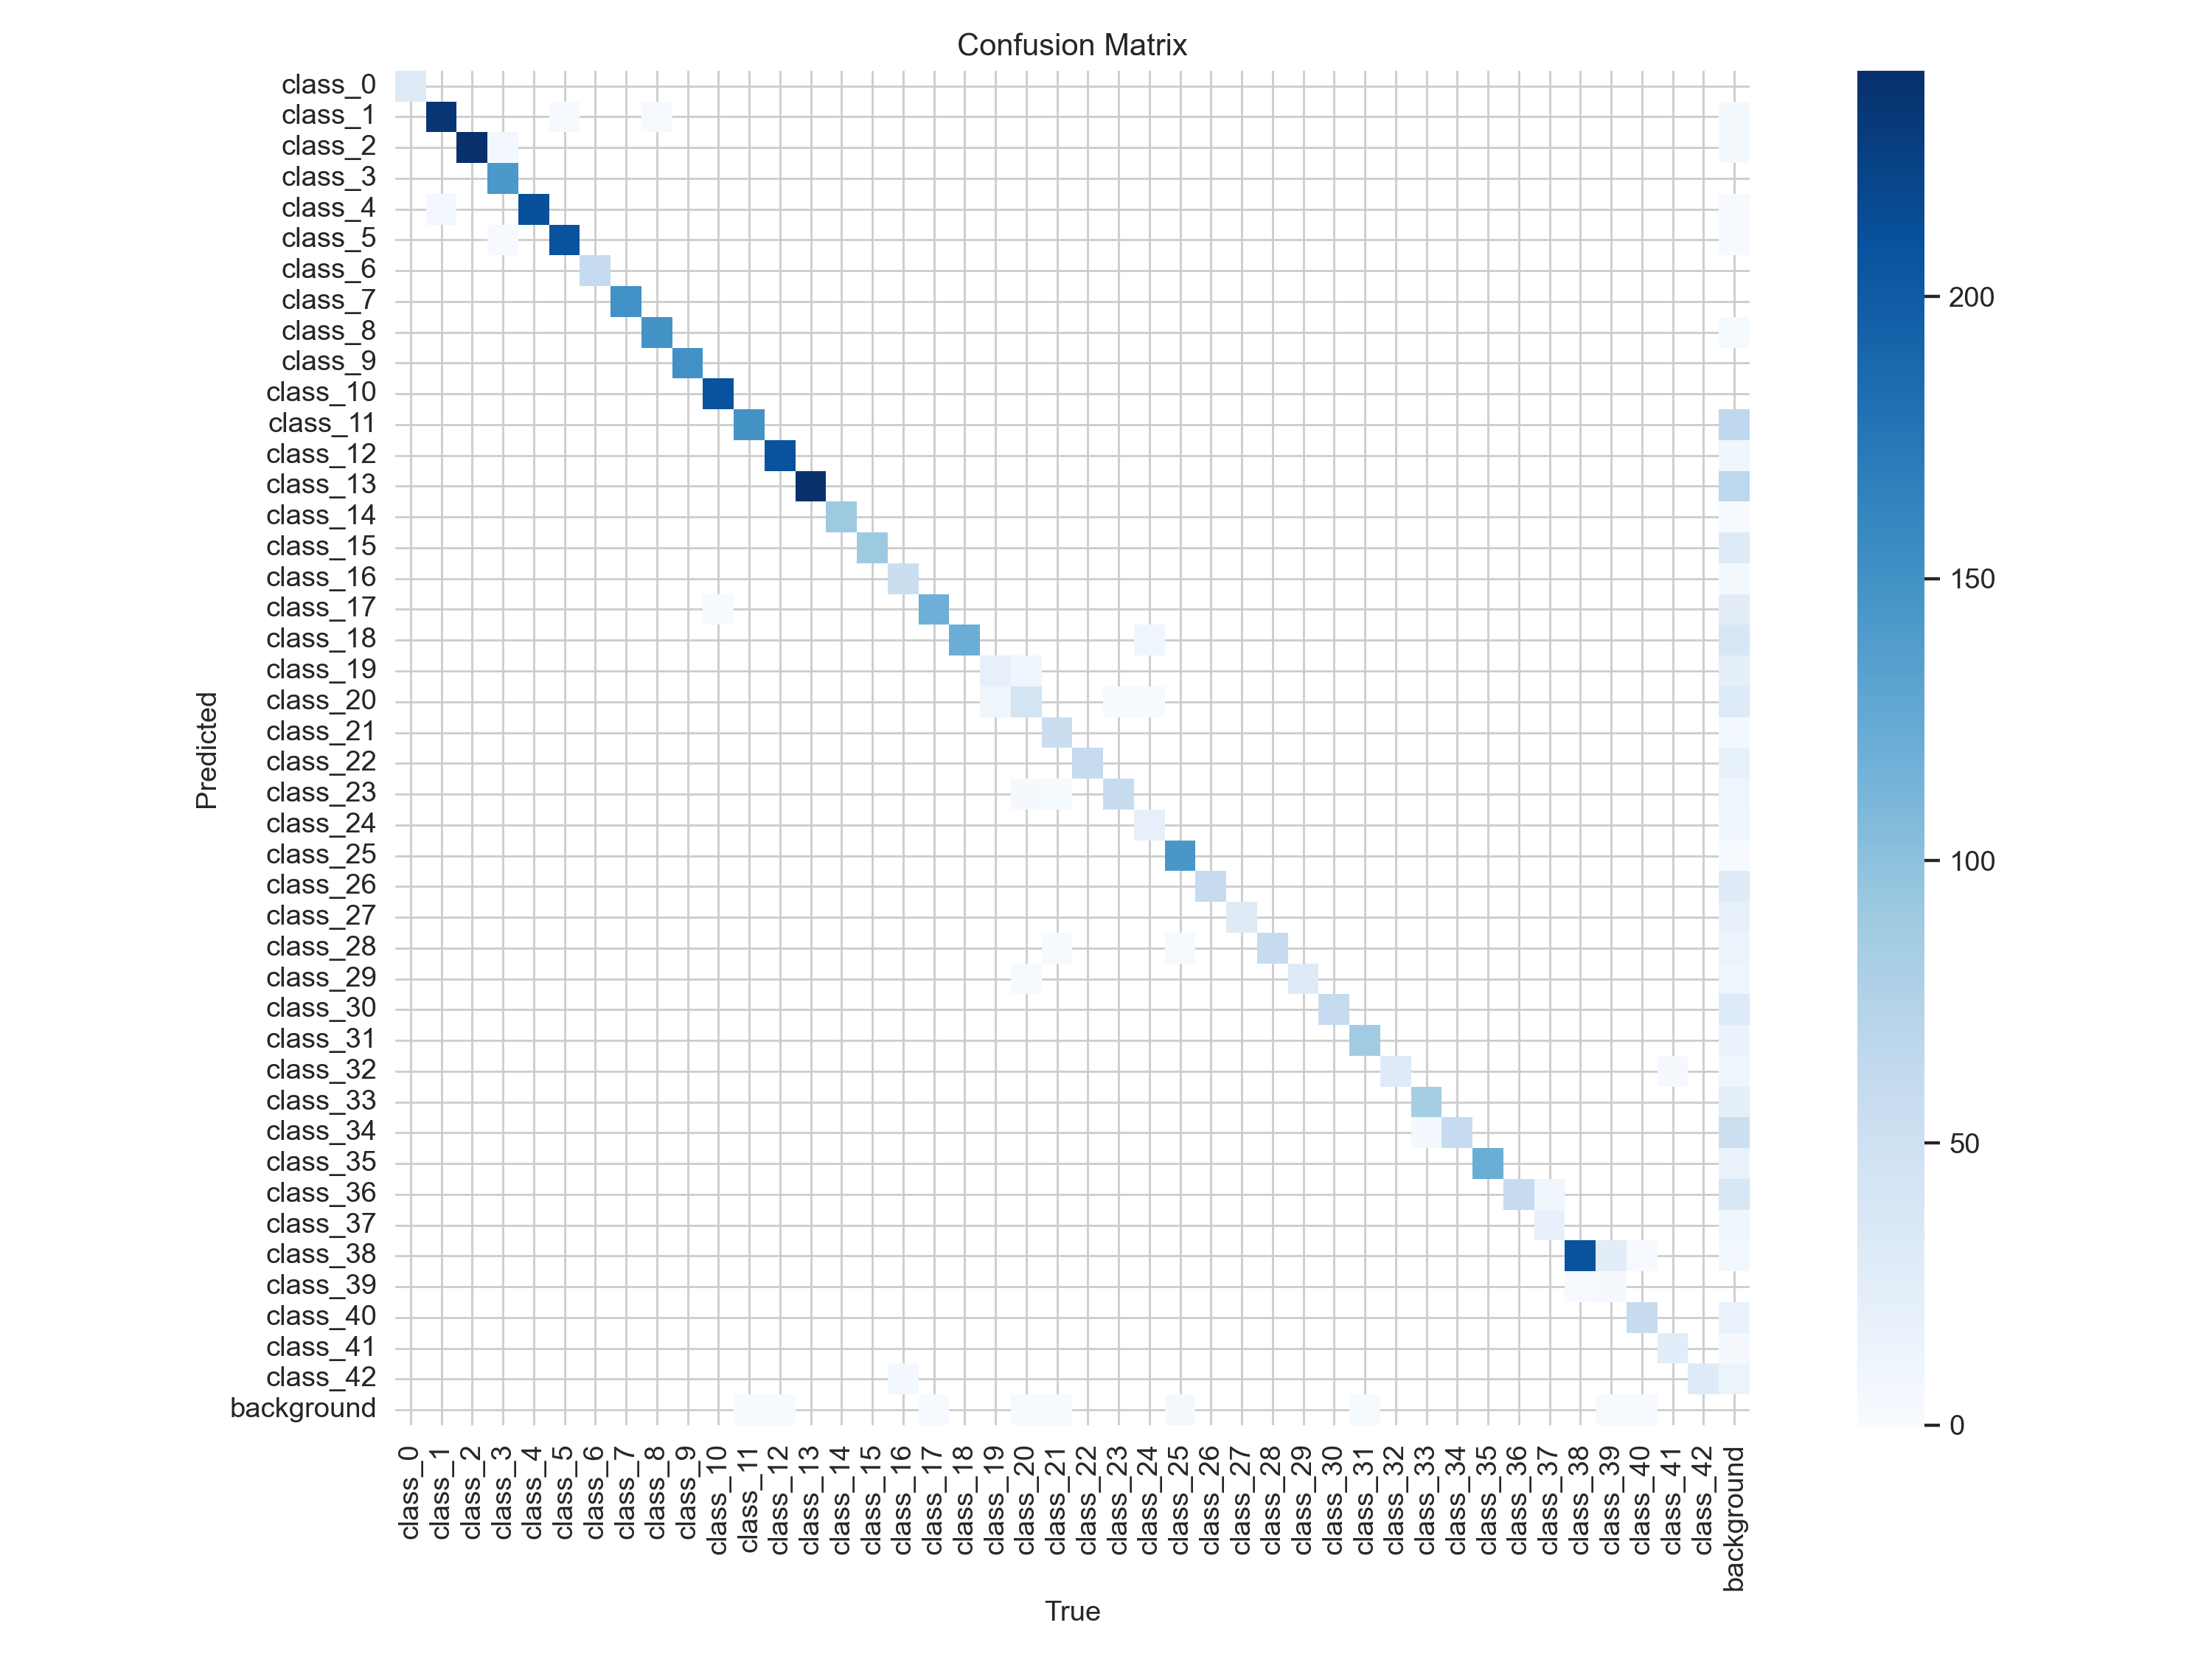 Confusion Matrix
Predicted
class_0
class_1
class_2
class_3
class_4
class_5
class_6
class_7
class_8
class_9
class_10
class_11
class_12
class_13
class_14
class_15
class_16
class_17
class_18
class_19
class_20
class_21
class_22
class_23
class_24
class_25
class_26
class_27
class_28
class_29
class_30
class_31
class_32
class_33
class_34
class_35
class_36
class_37
class_38
class_39
class_40
class_41
class_42
background
class_0
class_1
class_2
class_3
class_4
class_5
class_6
class_7
class_8
class_9
class_10
class_11
class_12
class_13
class_14
class_15
class_16
class_17
class_18
class_19
class_20
class_21
class_22
class_23
class_24
class_25
class_26
class_27
class_28
class_29
class_30
class_31
class_32
class_33
class_34
class_35
class_36
class_37
class_38
class_39
class_40
class_41
class_42
background
True
200
150
100
50
0